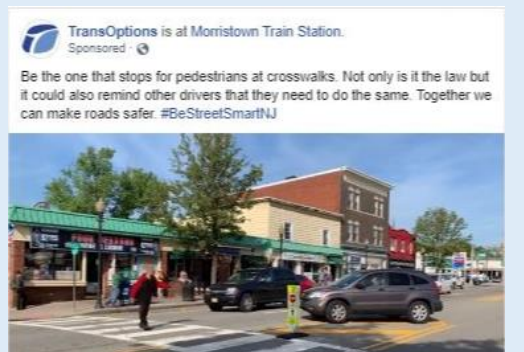 TransOptions is at Morristown Train Station.
Sponsored ·
Be the one that stops for pedestrians at crosswalks. Not only is it the law but
it could also remind other drivers that they need to do the same. Together we
can make roads safer. #BeStreetSmartNJ